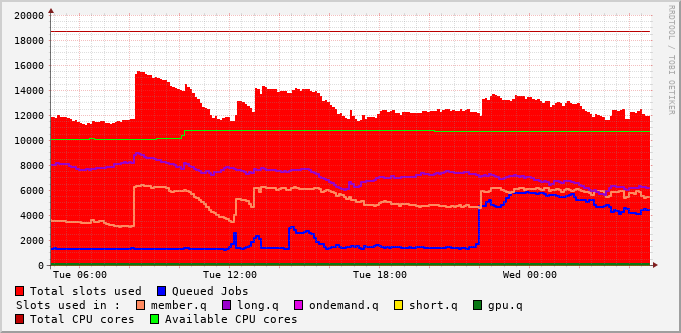 20000
18000
16000
14000
12000
10000
8000
6000
4000
2000
0
Tue 06:00 Tue 12:00 Tue 18:00 Wed 00:00
RRDTOOL / TOBI OETIKER
Total slots used Queued Jobs
Slots used in : member.q long.q ondemand.q short.q gpu.q
Total CPU cores Available CPU cores